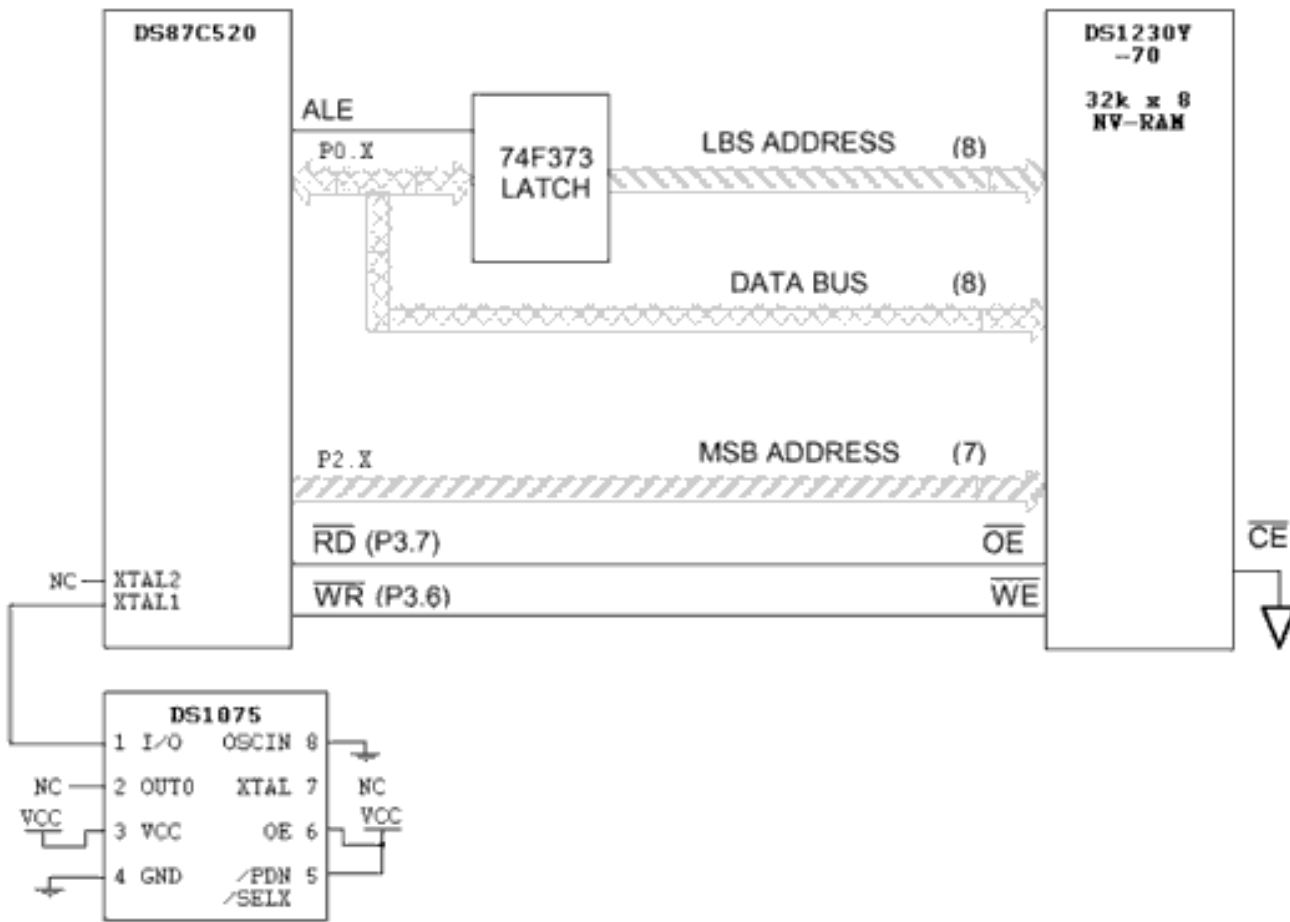 DS87C520
DS1230Y
-70
32k x 8
NV-RAM
ALE
P0.X
74F373
LATCH
LBS ADDRESS (8)
DATA BUS (8)
P2.X
MSB ADDRESS (7)
RD (P3.7)
OE
CE
NC
XTAL2
XTAL1
WR (P3.6)
WE
DS1075
1 I/O OSCIN 8
NC 2 OUT0 XTAL 7 NC
VCC 3 VCC OE 6 VCC
4 GND /PDN 5
/SELX